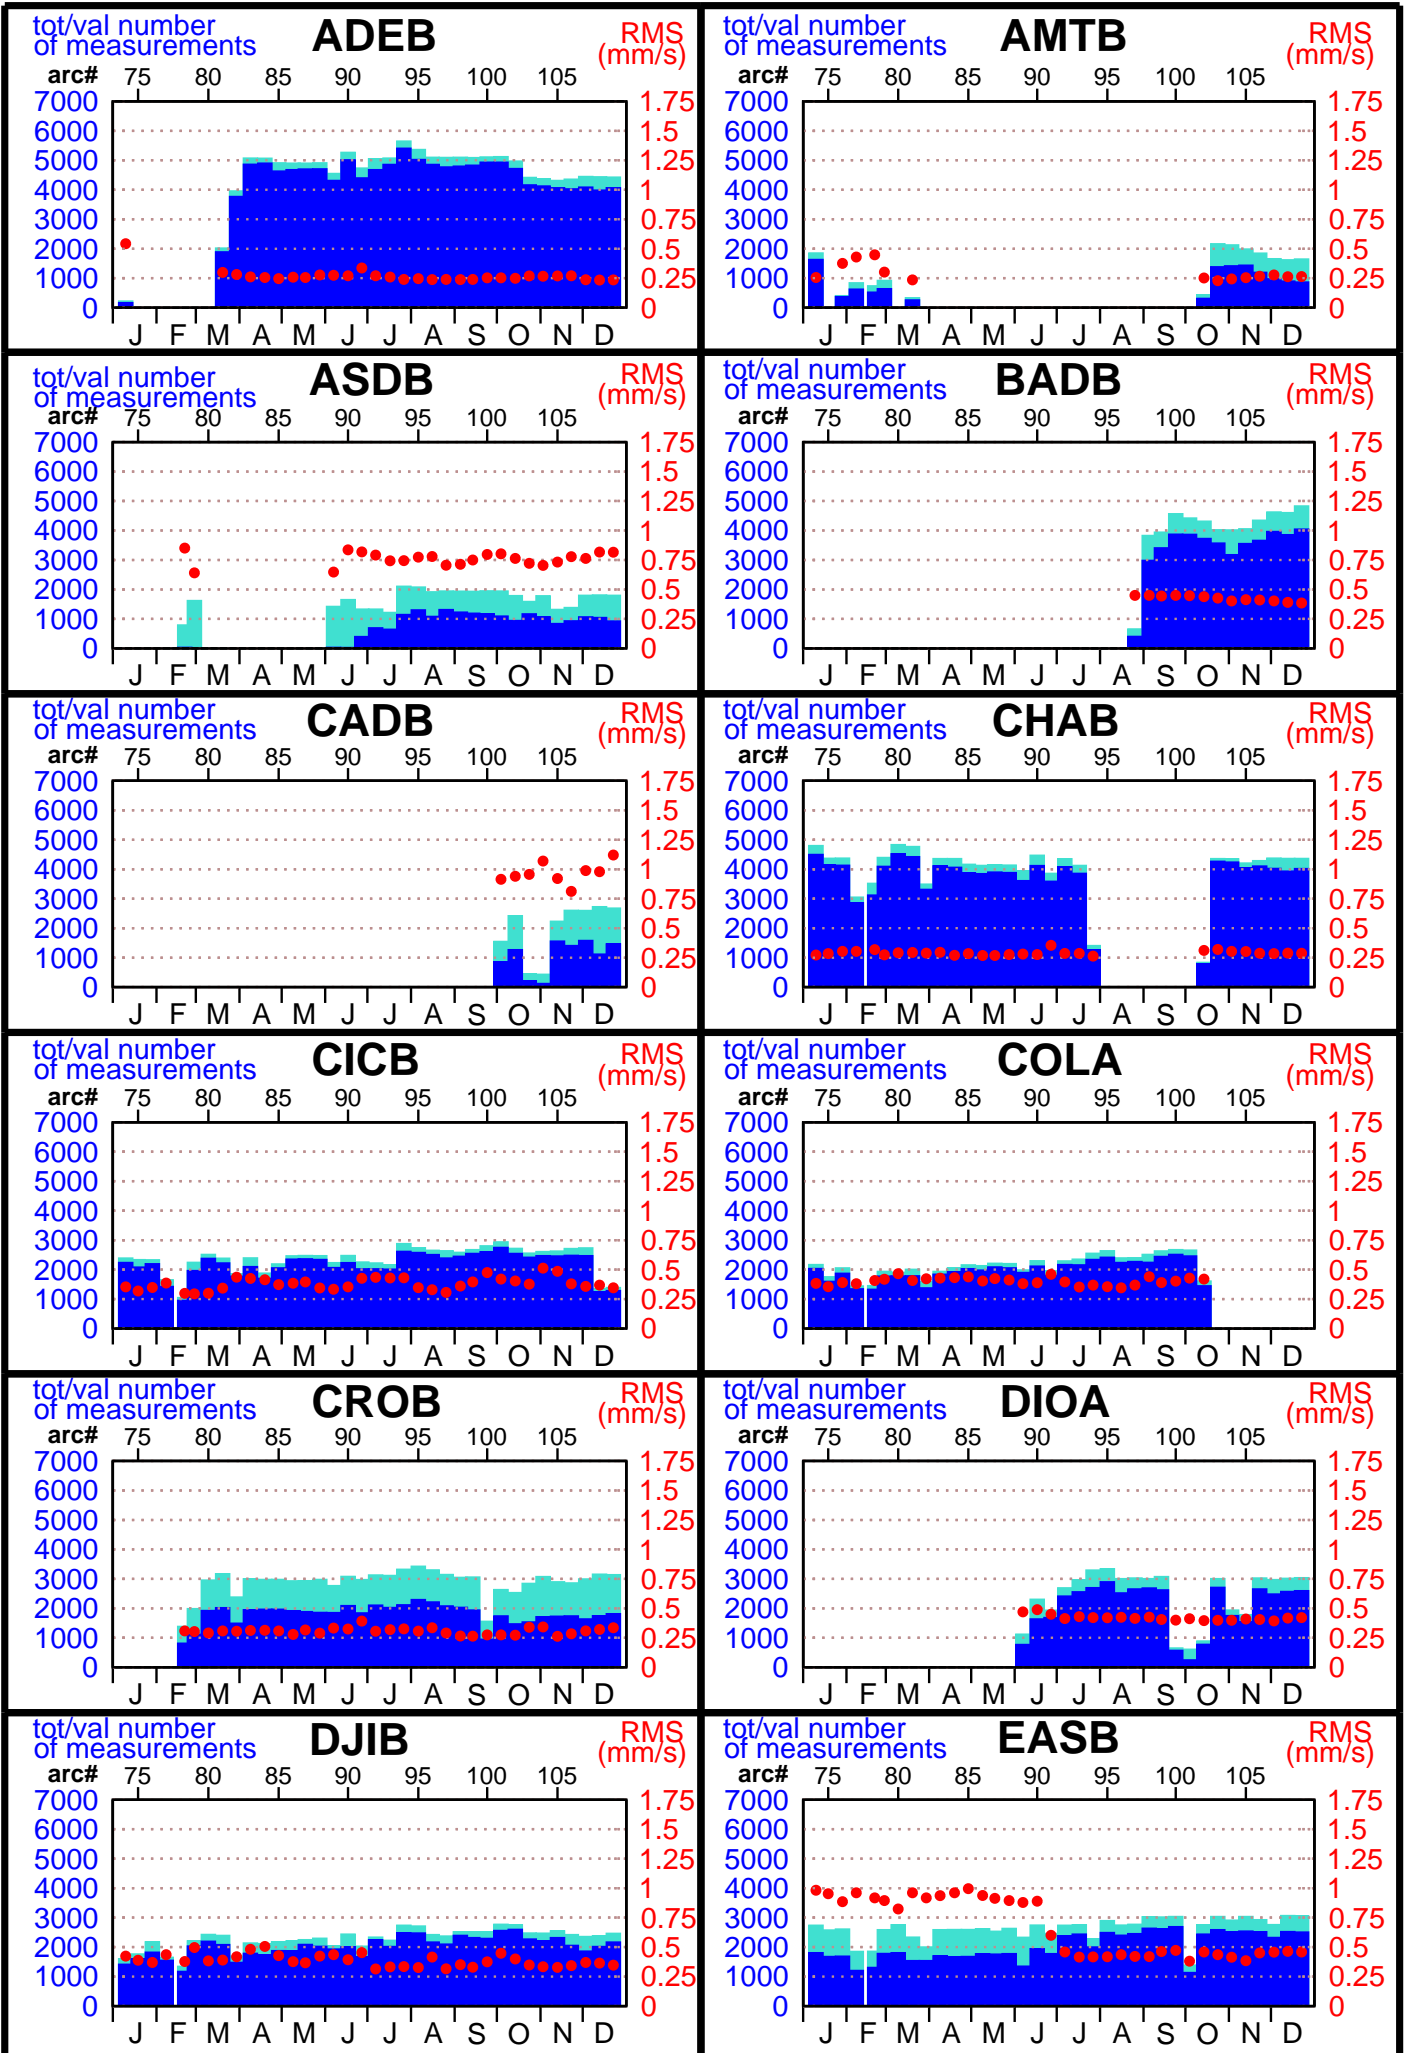 tot/val number
of measurements
ADEB
RMS
(mm/s)
arc# 75 80 85 90 95 100 105
7000 1.75
6000 1.5
5000 1.25
4000 1
3000 0.75
2000 0.5
1000 0.25
0 0
J F M A M J J A S O N D
tot/val number
of measurements
AMTB
RMS
(mm/s)
arc# 75 80 85 90 95 100 105
7000 1.75
6000 1.5
5000 1.25
4000 1
3000 0.75
2000 0.5
1000 0.25
0 0
J F M A M J J A S O N D
tot/val number
of measurements
ASDB
RMS
(mm/s)
arc# 75 80 85 90 95 100 105
7000 1.75
6000 1.5
5000 1.25
4000 1
3000 0.75
2000 0.5
1000 0.25
0 0
J F M A M J J A S O N D
tot/val number
of measurements
BADB
RMS
(mm/s)
arc# 75 80 85 90 95 100 105
7000 1.75
6000 1.5
5000 1.25
4000 1
3000 0.75
2000 0.5
1000 0.25
0 0
J F M A M J J A S O N D
tot/val number
of measurements
CADB
RMS
(mm/s)
arc# 75 80 85 90 95 100 105
7000 1.75
6000 1.5
5000 1.25
4000 1
3000 0.75
2000 0.5
1000 0.25
0 0
J F M A M J J A S O N D
tot/val number
of measurements
CHAB
RMS
(mm/s)
arc# 75 80 85 90 95 100 105
7000 1.75
6000 1.5
5000 1.25
4000 1
3000 0.75
2000 0.5
1000 0.25
0 0
J F M A M J J A S O N D
tot/val number
of measurements
CICB
RMS
(mm/s)
arc# 75 80 85 90 95 100 105
7000 1.75
6000 1.5
5000 1.25
4000 1
3000 0.75
2000 0.5
1000 0.25
0 0
J F M A M J J A S O N D
tot/val number
of measurements
COLA
RMS
(mm/s)
arc# 75 80 85 90 95 100 105
7000 1.75
6000 1.5
5000 1.25
4000 1
3000 0.75
2000 0.5
1000 0.25
0 0
J F M A M J J A S O N D
tot/val number
of measurements
CROB
RMS
(mm/s)
arc# 75 80 85 90 95 100 105
7000 1.75
6000 1.5
5000 1.25
4000 1
3000 0.75
2000 0.5
1000 0.25
0 0
J F M A M J J A S O N D
tot/val number
of measurements
DIOA
RMS
(mm/s)
arc# 75 80 85 90 95 100 105
7000 1.75
6000 1.5
5000 1.25
4000 1
3000 0.75
2000 0.5
1000 0.25
0 0
J F M A M J J A S O N D
tot/val number
of measurements
DJIB
RMS
(mm/s)
arc# 75 80 85 90 95 100 105
7000 1.75
6000 1.5
5000 1.25
4000 1
3000 0.75
2000 0.5
1000 0.25
0 0
J F M A M J J A S O N D
tot/val number
of measurements
EASB
RMS
(mm/s)
arc# 75 80 85 90 95 100 105
7000 1.75
6000 1.5
5000 1.25
4000 1
3000 0.75
2000 0.5
1000 0.25
0 0
J F M A M J J A S O N D